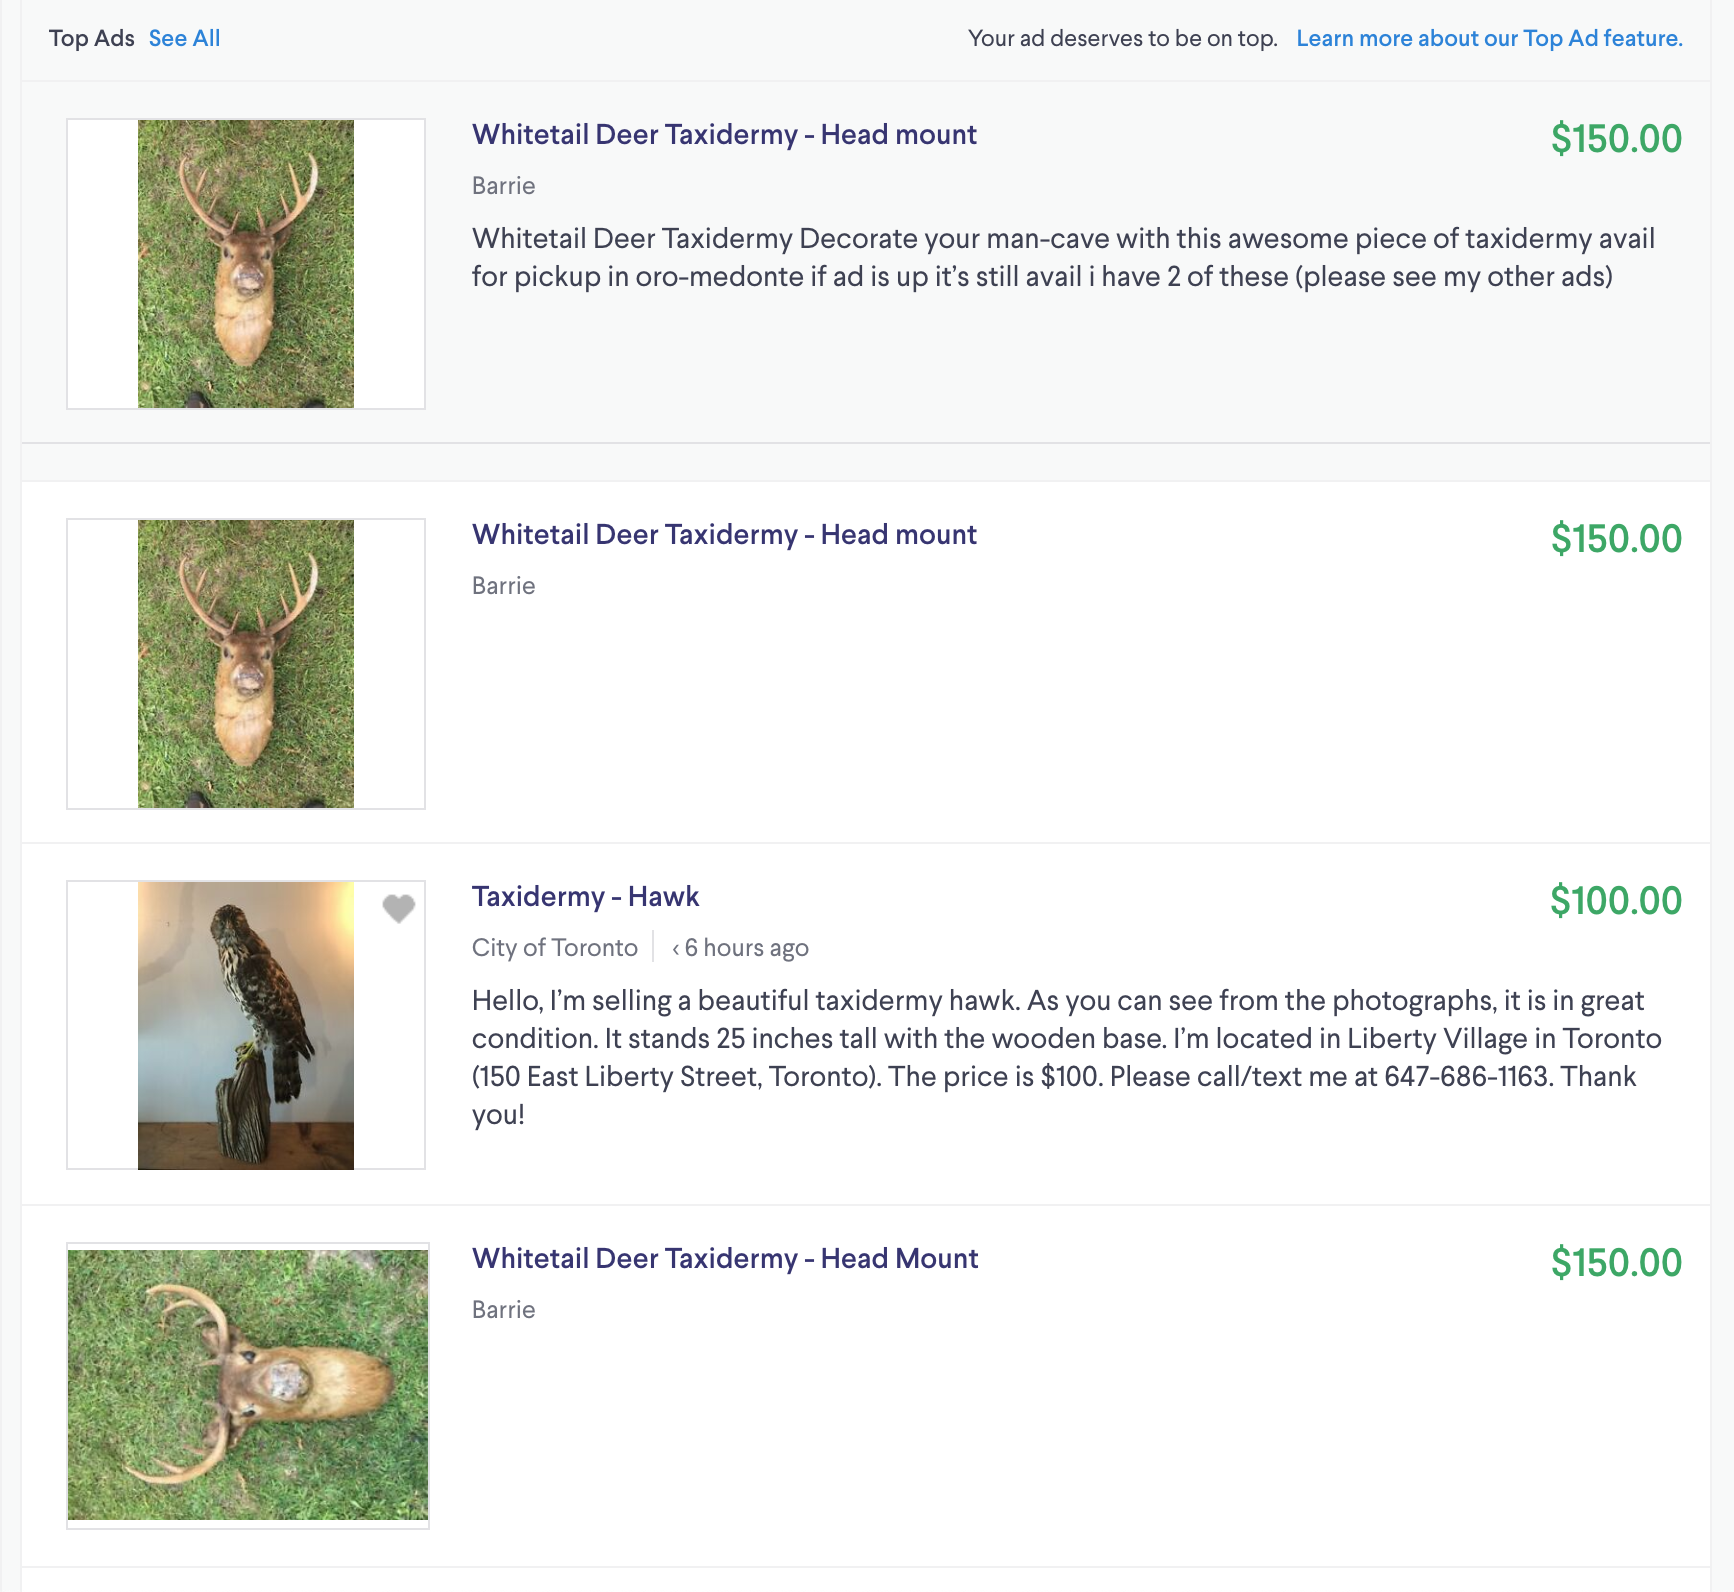 Top Ads See All
Your ad deserves to be on top. Learn more about our Top Ad feature.
Whitetail Deer Taxidermy - Head mount
$150.00
Barrie
Whitetail Deer Taxidermy Decorate your man-cave with this awesome piece of taxidermy avail
for pickup in oro-medonte if ad is up it’s still avail i have 2 of these (please see my other ads)
Whitetail Deer Taxidermy - Head mount
$150.00
Barrie
Taxidermy - Hawk
$100.00
City of Toronto < 6 hours ago
Hello, I’m selling a beautiful taxidermy hawk. As you can see from the photographs, it is in great
condition. It stands 25 inches tall with the wooden base. I’m located in Liberty Village in Toronto
(150 East Liberty Street, Toronto). The price is $100. Please call/text me at 647-686-1163. Thank
you!
Whitetail Deer Taxidermy - Head Mount
$150.00
Barrie